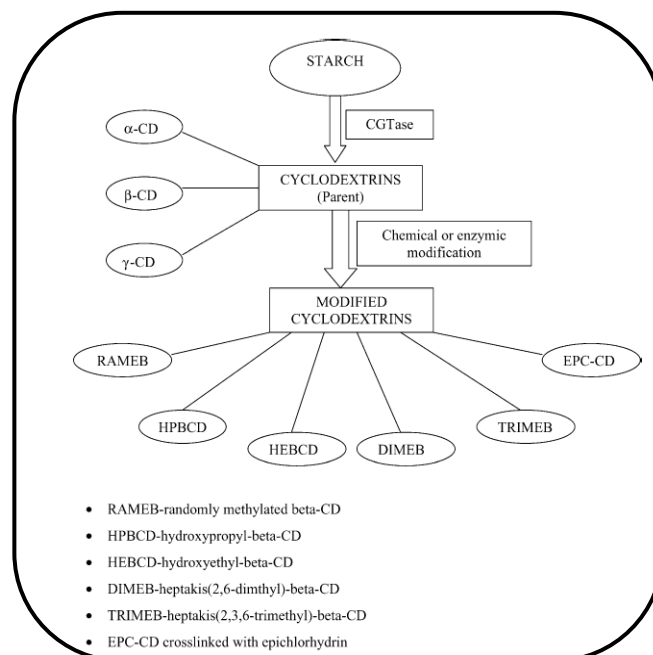 STARCH
CGTase
α-CD
CYCLODEXTRINS
(Parent)
β-CD
γ-CD
Chemical or enzymic
modification
MODIFIED
CYCLODEXTRINS
RAMEB
EPC-CD
HPBCD
TRIMEB
HEBCD
DIMEB
• RAMEB-randomly methylated beta-CD
• HPBCD-hydroxypropyl-beta-CD
• HEBCD-hydroxyethyl-beta-CD
• DIMEB-heptakis(2,6-dimthyl)-beta-CD
• TRIMEB-heptakis(2,3,6-trimethyl)-beta-CD
• EPC-CD crosslinked with epichlorhydrin